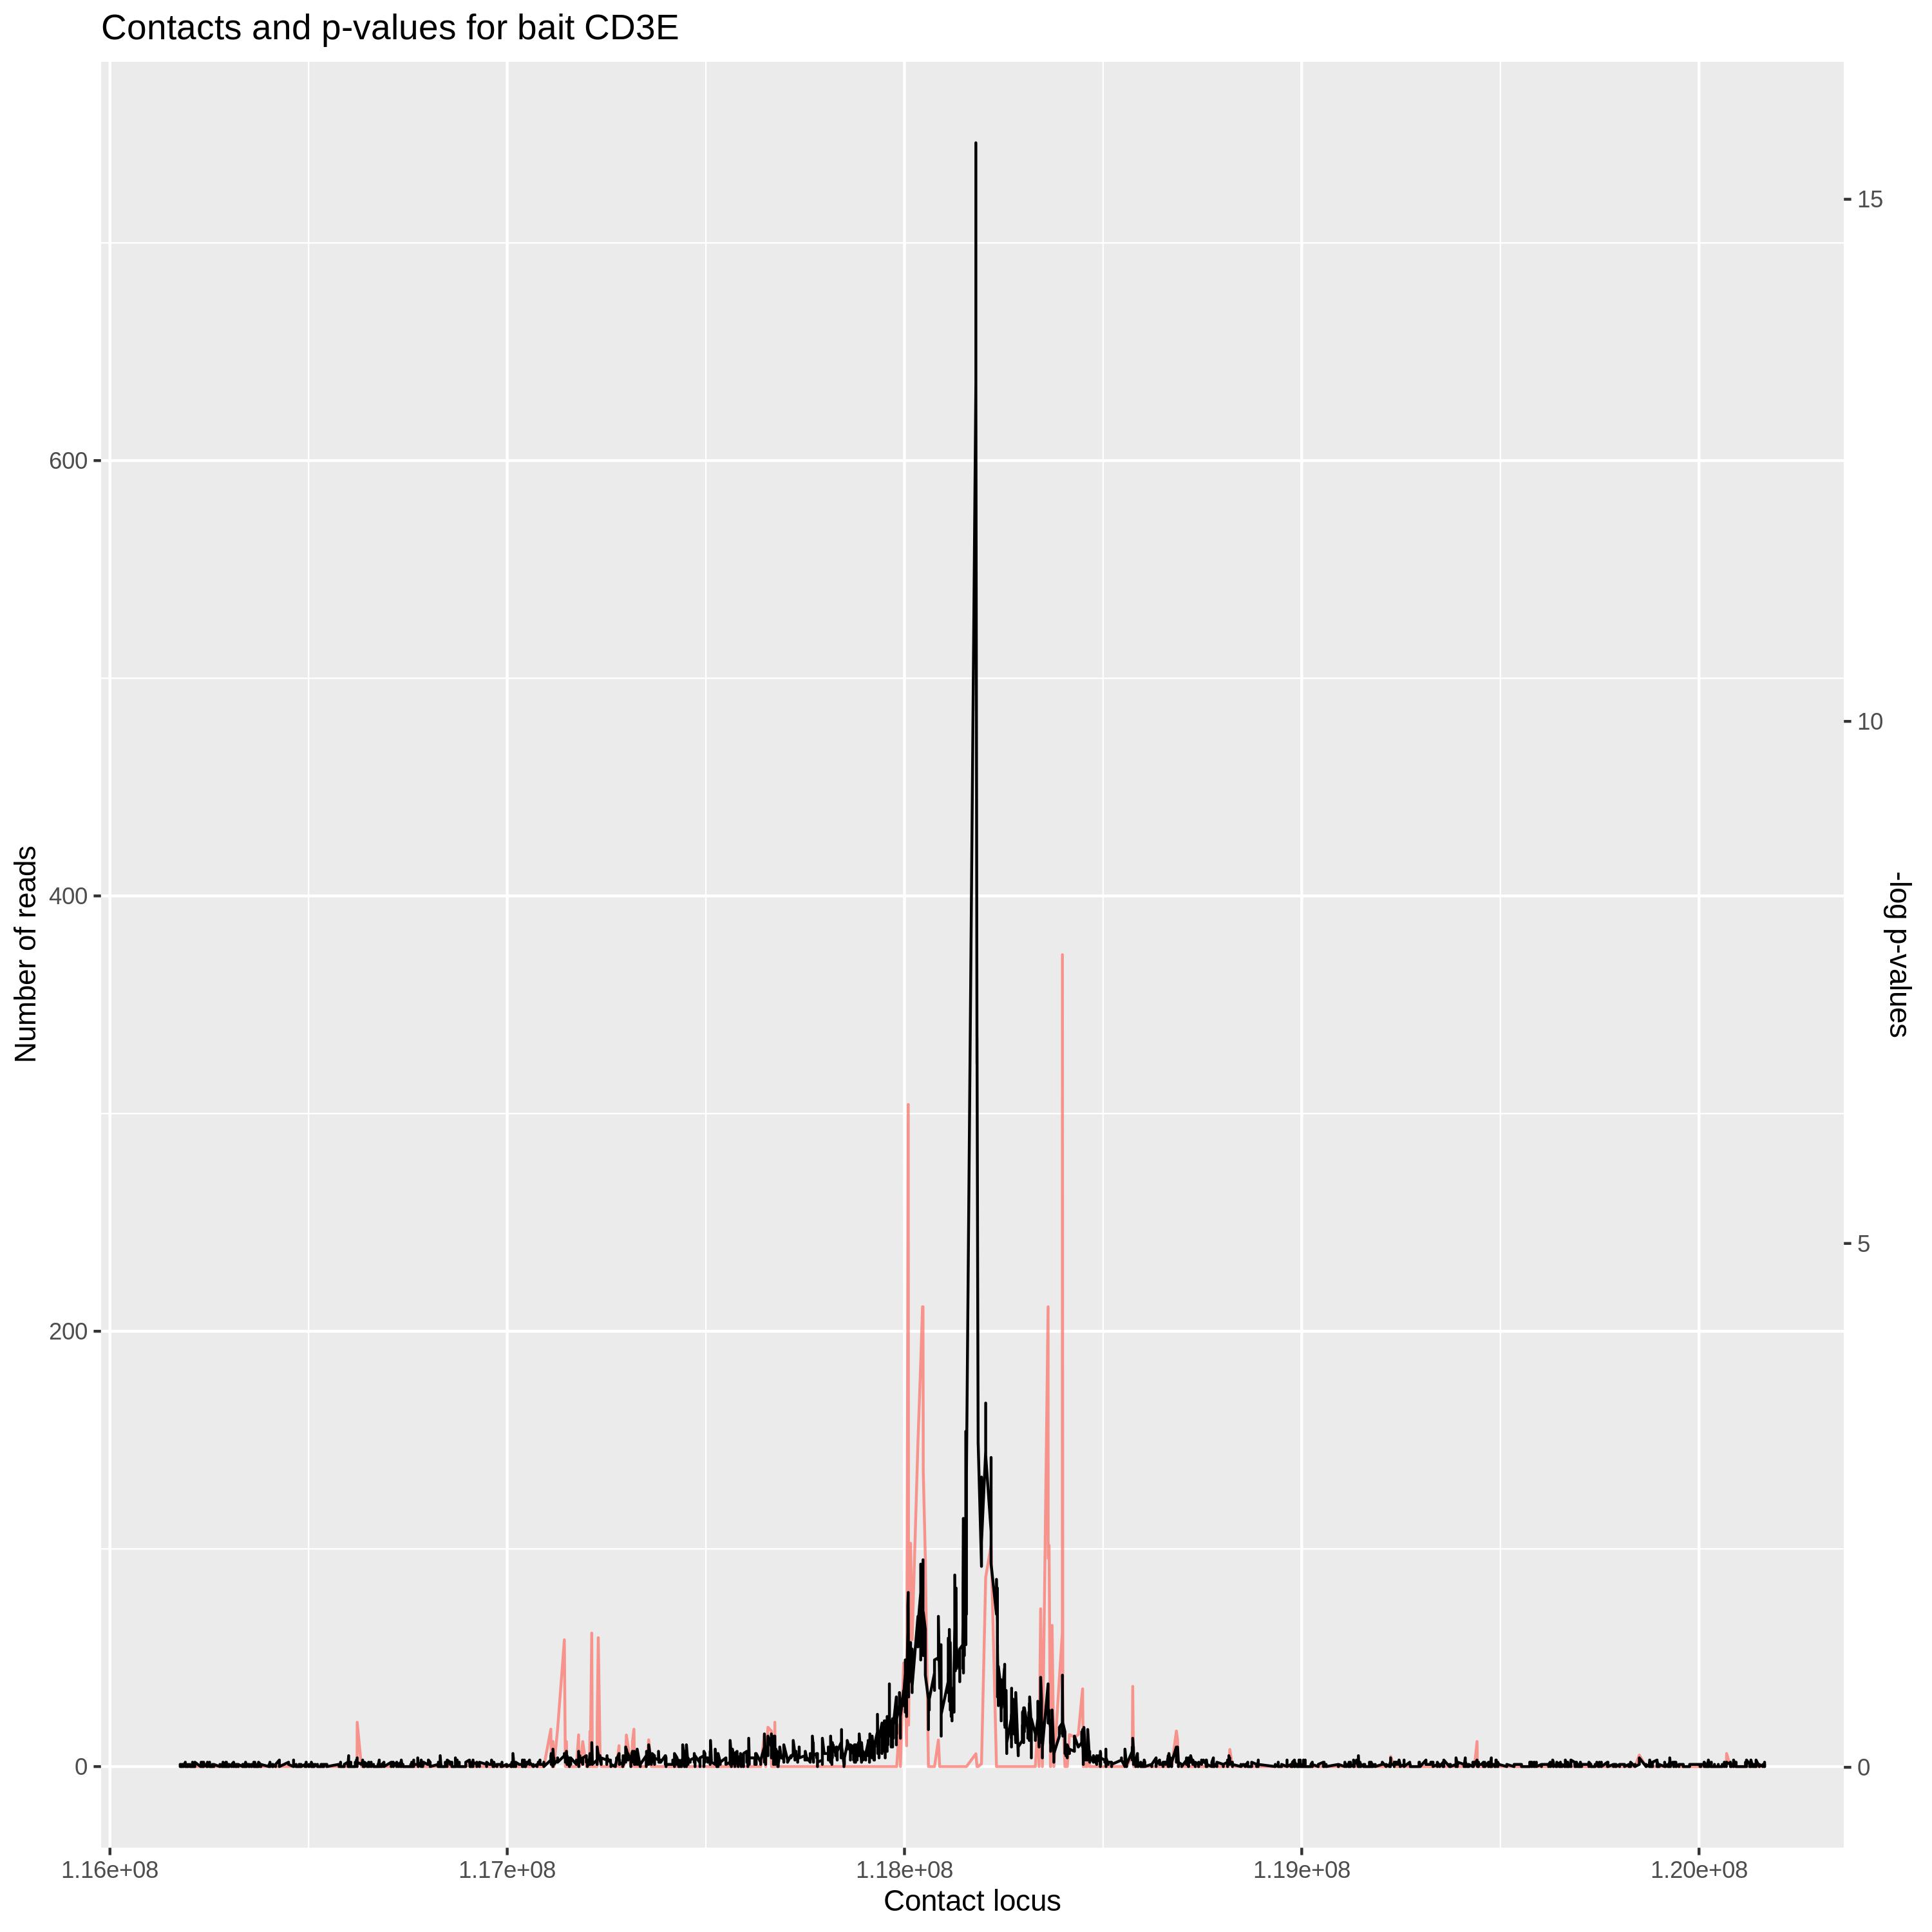 Contacts and p-values for bait CD3E
Number of reads
600
400
200
0
15
10
5
0
-log p-values
1.16e+08
1.17e+08
1.18e+08
1.19e+08
1.20e+08
Contact locus